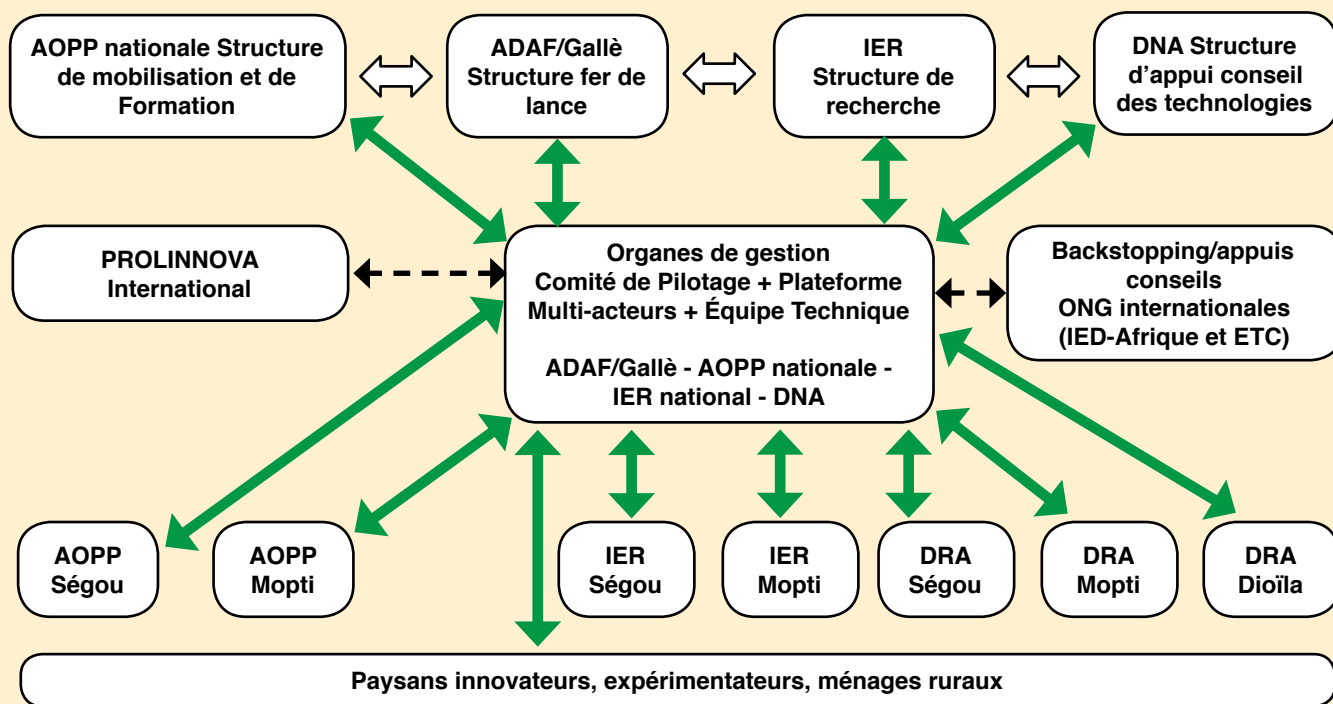 AOPP nationale Structure
de mobilisation et de
Formation
ADAF/Gallè
Structure fer de
lance
IER
Structure de
recherche
DNA Structure
d'appui conseil
des technologies
PROLINNOVA
International
Organes de gestion
Comité de Pilotage + Plateforme
Multi-acteurs + Équipe Technique
ADAF/Gallè - AOPP nationale -
IER national - DNA
Backstopping/appuis
conseils
ONG internationales
(IED-Afrique et ETC)
AOPP
Ségou
AOPP
Mopti
IER
Ségou
IER
Mopti
DRA
Ségou
DRA
Mopti
DRA
Dioïla
Paysans innovateurs, expérimentateurs, ménages ruraux